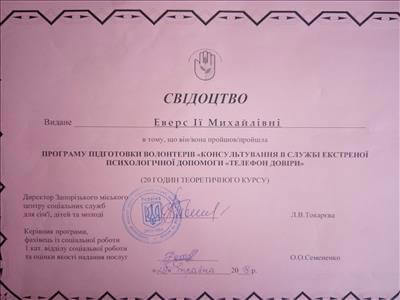 СВІДОЦТВО
Видане Еверс Ії Михайлівні
в тому, що він/вона пройшов/пройшла
ПРОГРАМУ ПІДГОТОВКИ ВОЛОНТЕРІВ «КОНСУЛЬТУВАННЯ В СЛУЖБІ ЕКСТРЕНОЇ
ПСИХОЛОГІЧНОЇ ДОПОМОГИ «ТЕЛЕФОН ДОВІРИ»
(20 ГОДИН ТЕОРЕТИЧНОГО КУРСУ)
Директор Запорізького міського
центру соціальних служб
для сім'ї, дітей та молоді
Л.В.Токарєва
Керівник програми,
фахівець із соціальної роботи
І кат. відділу соціальної роботи
та оцінки якості надання послуг
О.О.Семененко
травня 20 р.